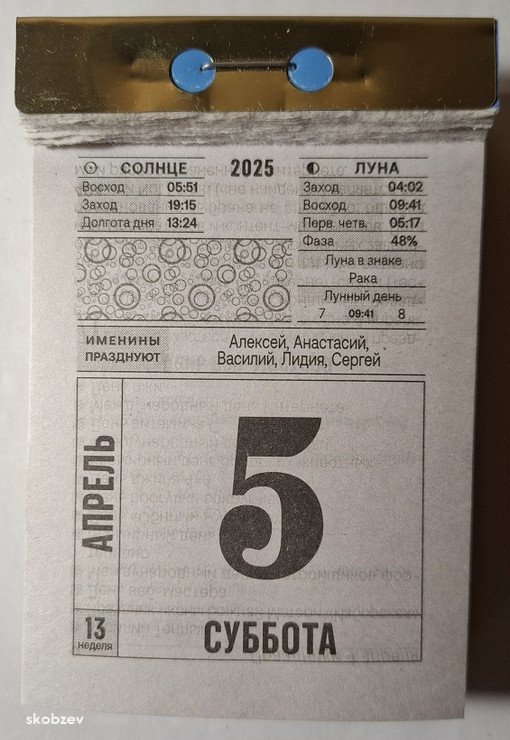 СОЛНЦЕ 2025 ЛУНА
Восход 05:51
Заход 19:15
Долгота дня 13:24
Заход 04:02
Восход 09:41
Перв. четв. 05:17
Фаза 48%
Луна в знаке
Рака
Лунный день
7 09:41 8
ИМЕНИНЫ
ПРАЗДНУЮТ
Алексей, Анастасий,
Василий, Лидия, Сергей
АПРЕЛЬ
5
13
неделя
СУББОТА
skobzev